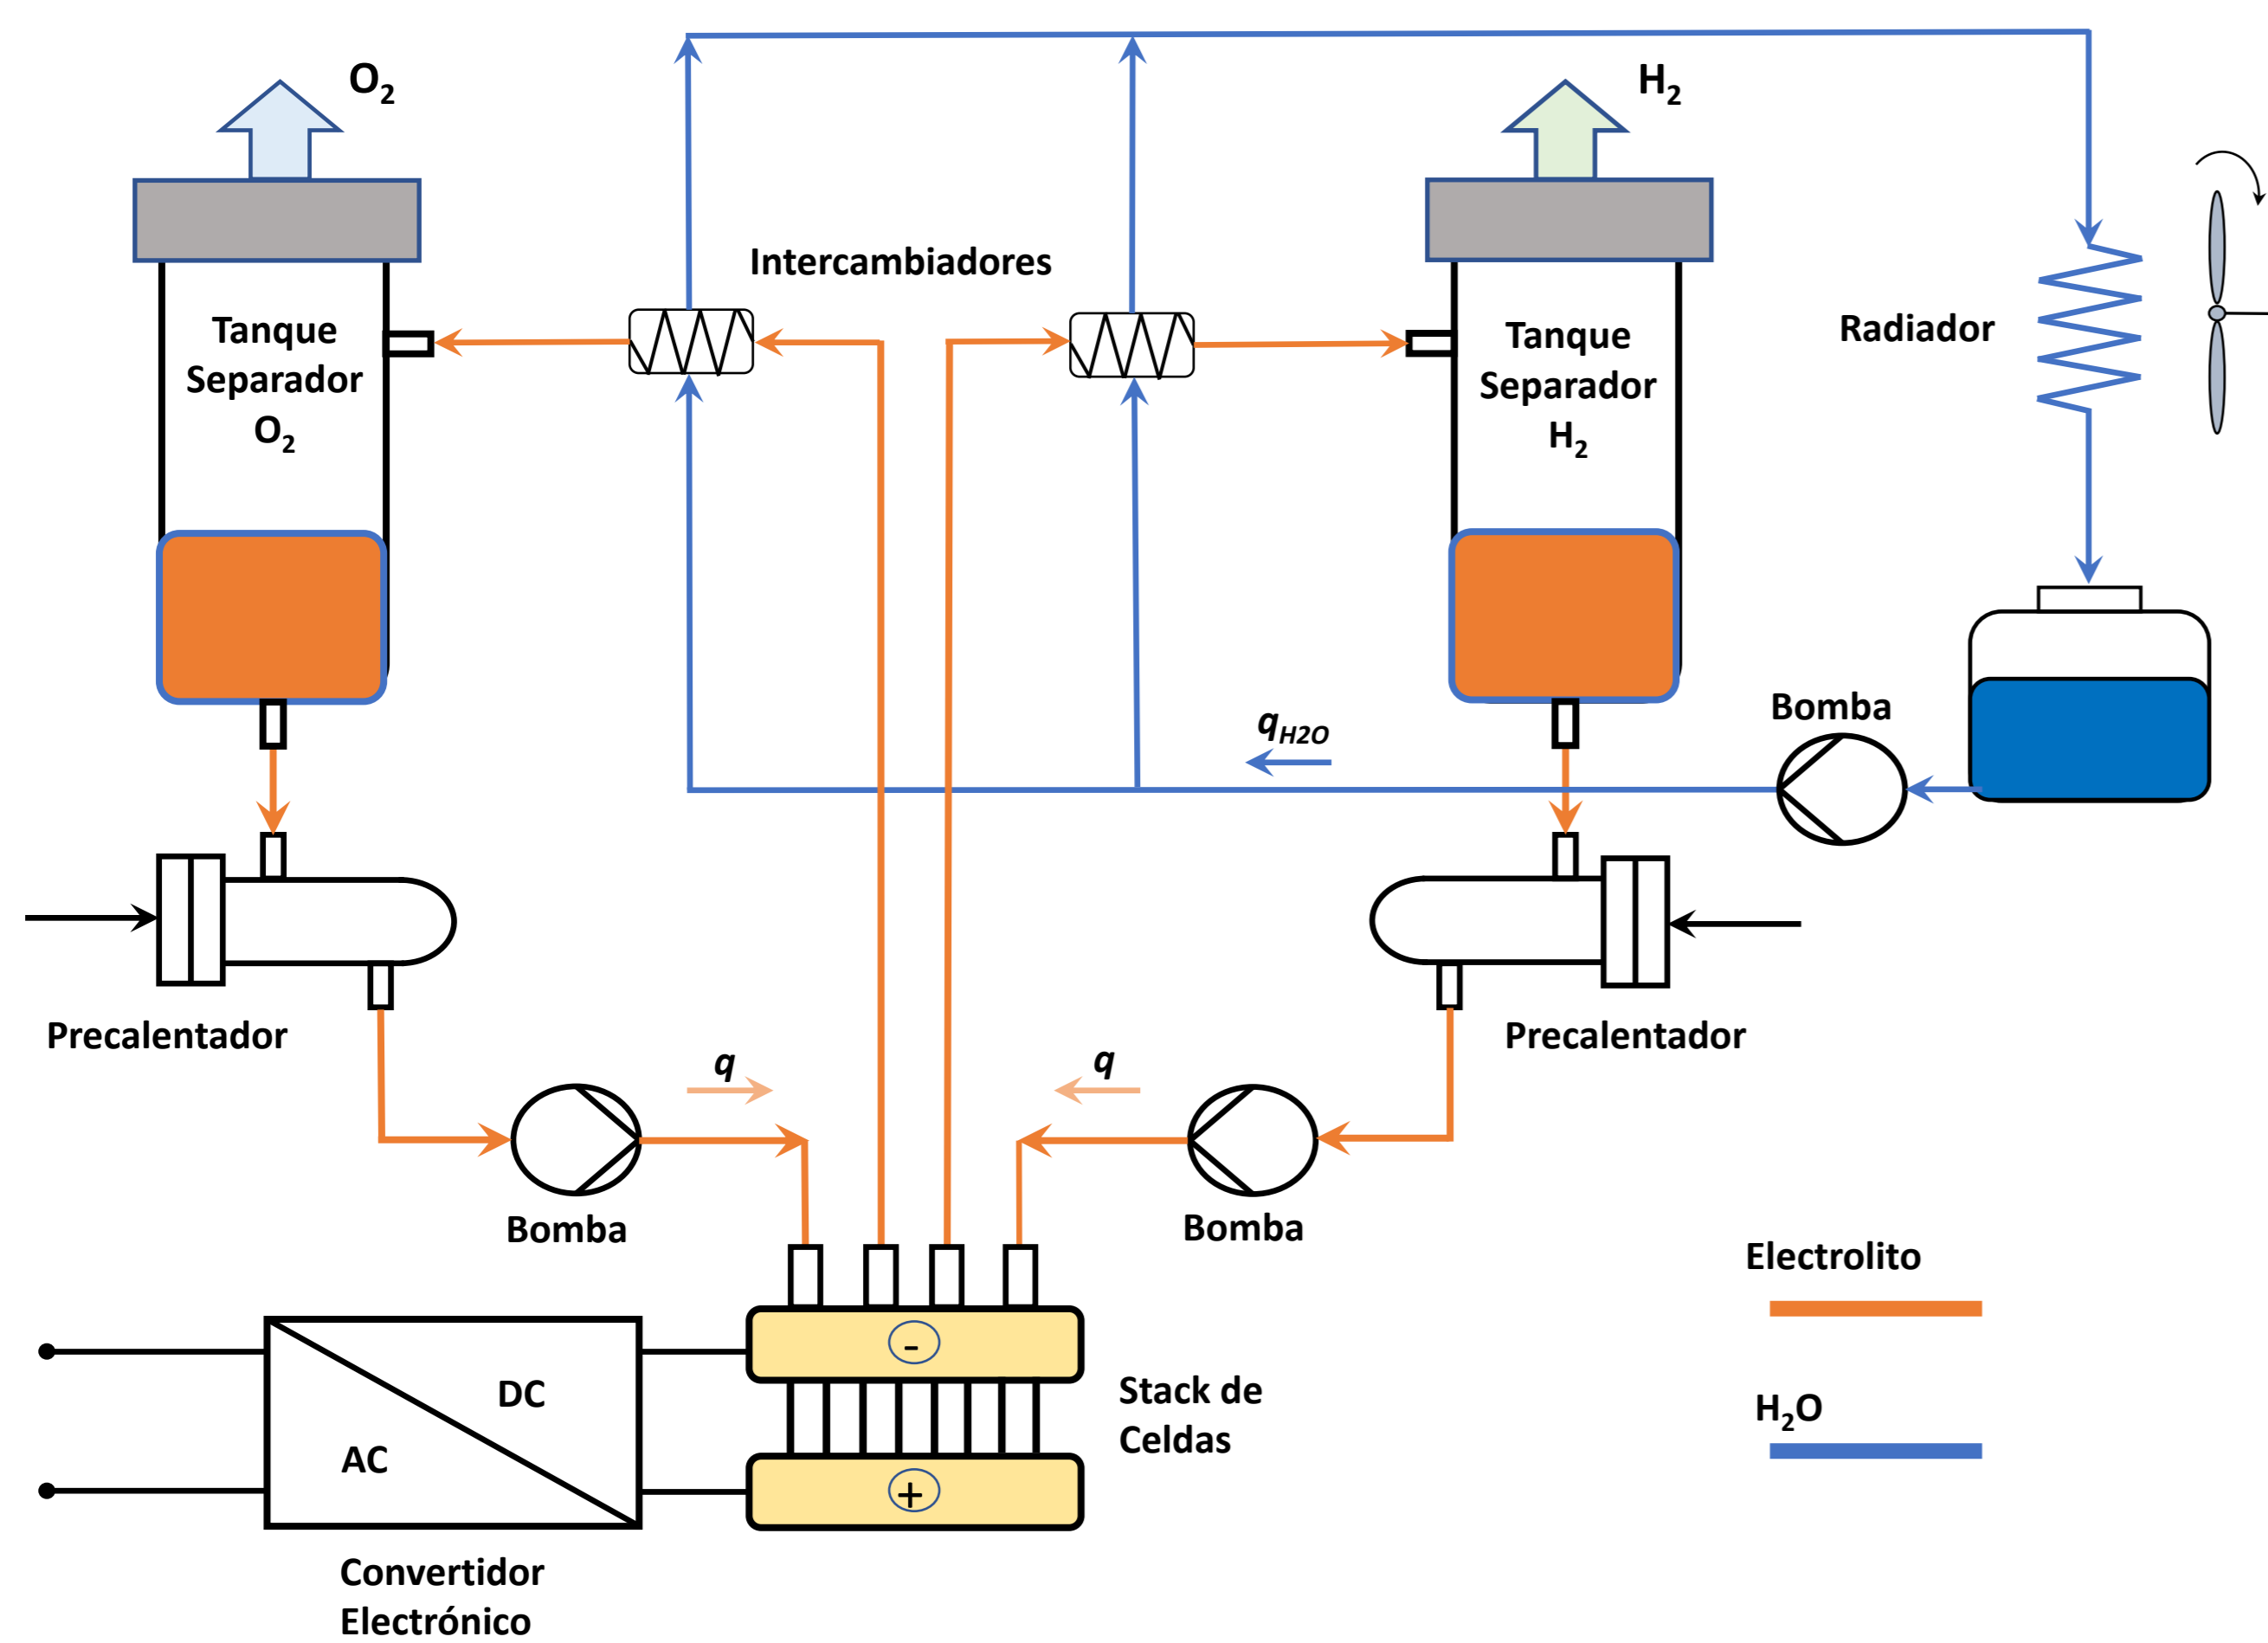 O2
H2
Intercambiadores
Tanque
Separador
O2
Tanque
Separador
H2
Radiador
Bomba
qH2O
Precalentador
Precalentador
q
q
Bomba
Bomba
Electrolito
H2O
-
+
Stack de
Celdas
DC
AC
Convertidor
Electrónico